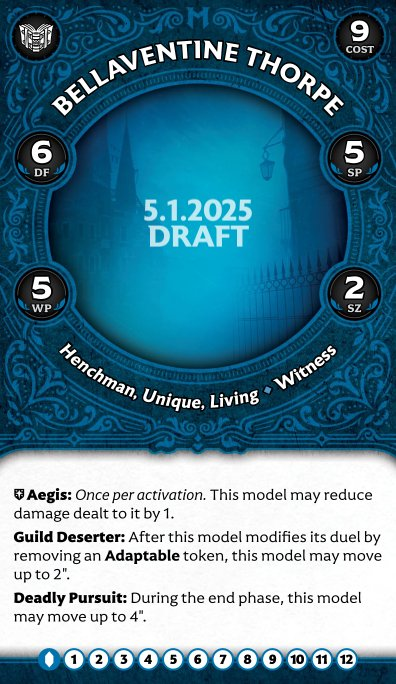 BELLAVENTINE THORPE
9
COST
6
DF
5
SP
5.1.2025
DRAFT
5
WP
2
SZ
Henchman, Unique, Living • Witness
Aegis: Once per activation. This model may reduce
damage dealt to it by 1.
Guild Deserter: After this model modifies its duel by
removing an Adaptable token, this model may move
up to 2".
Deadly Pursuit: During the end phase, this model
may move up to 4".
1 2 3 4 5 6 7 8 9 10 11 12